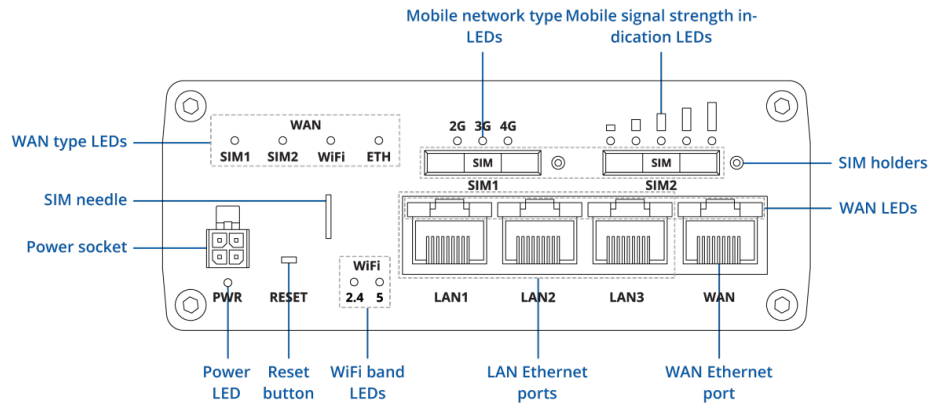 Mobile network type
LEDs
Mobile signal strength in-
dication LEDs
WAN type LEDs
WAN
SIM1 SIM2 WiFi ETH
2G 3G 4G
SIM
SIM
SIM1
SIM2
SIM holders
SIM needle
WAN LEDs
Power socket
WiFi
2.4 5
PWR
RESET
LAN1
LAN2
LAN3
WAN
Power
LED
Reset
button
WiFi band
LEDs
LAN Ethernet
ports
WAN Ethernet
port